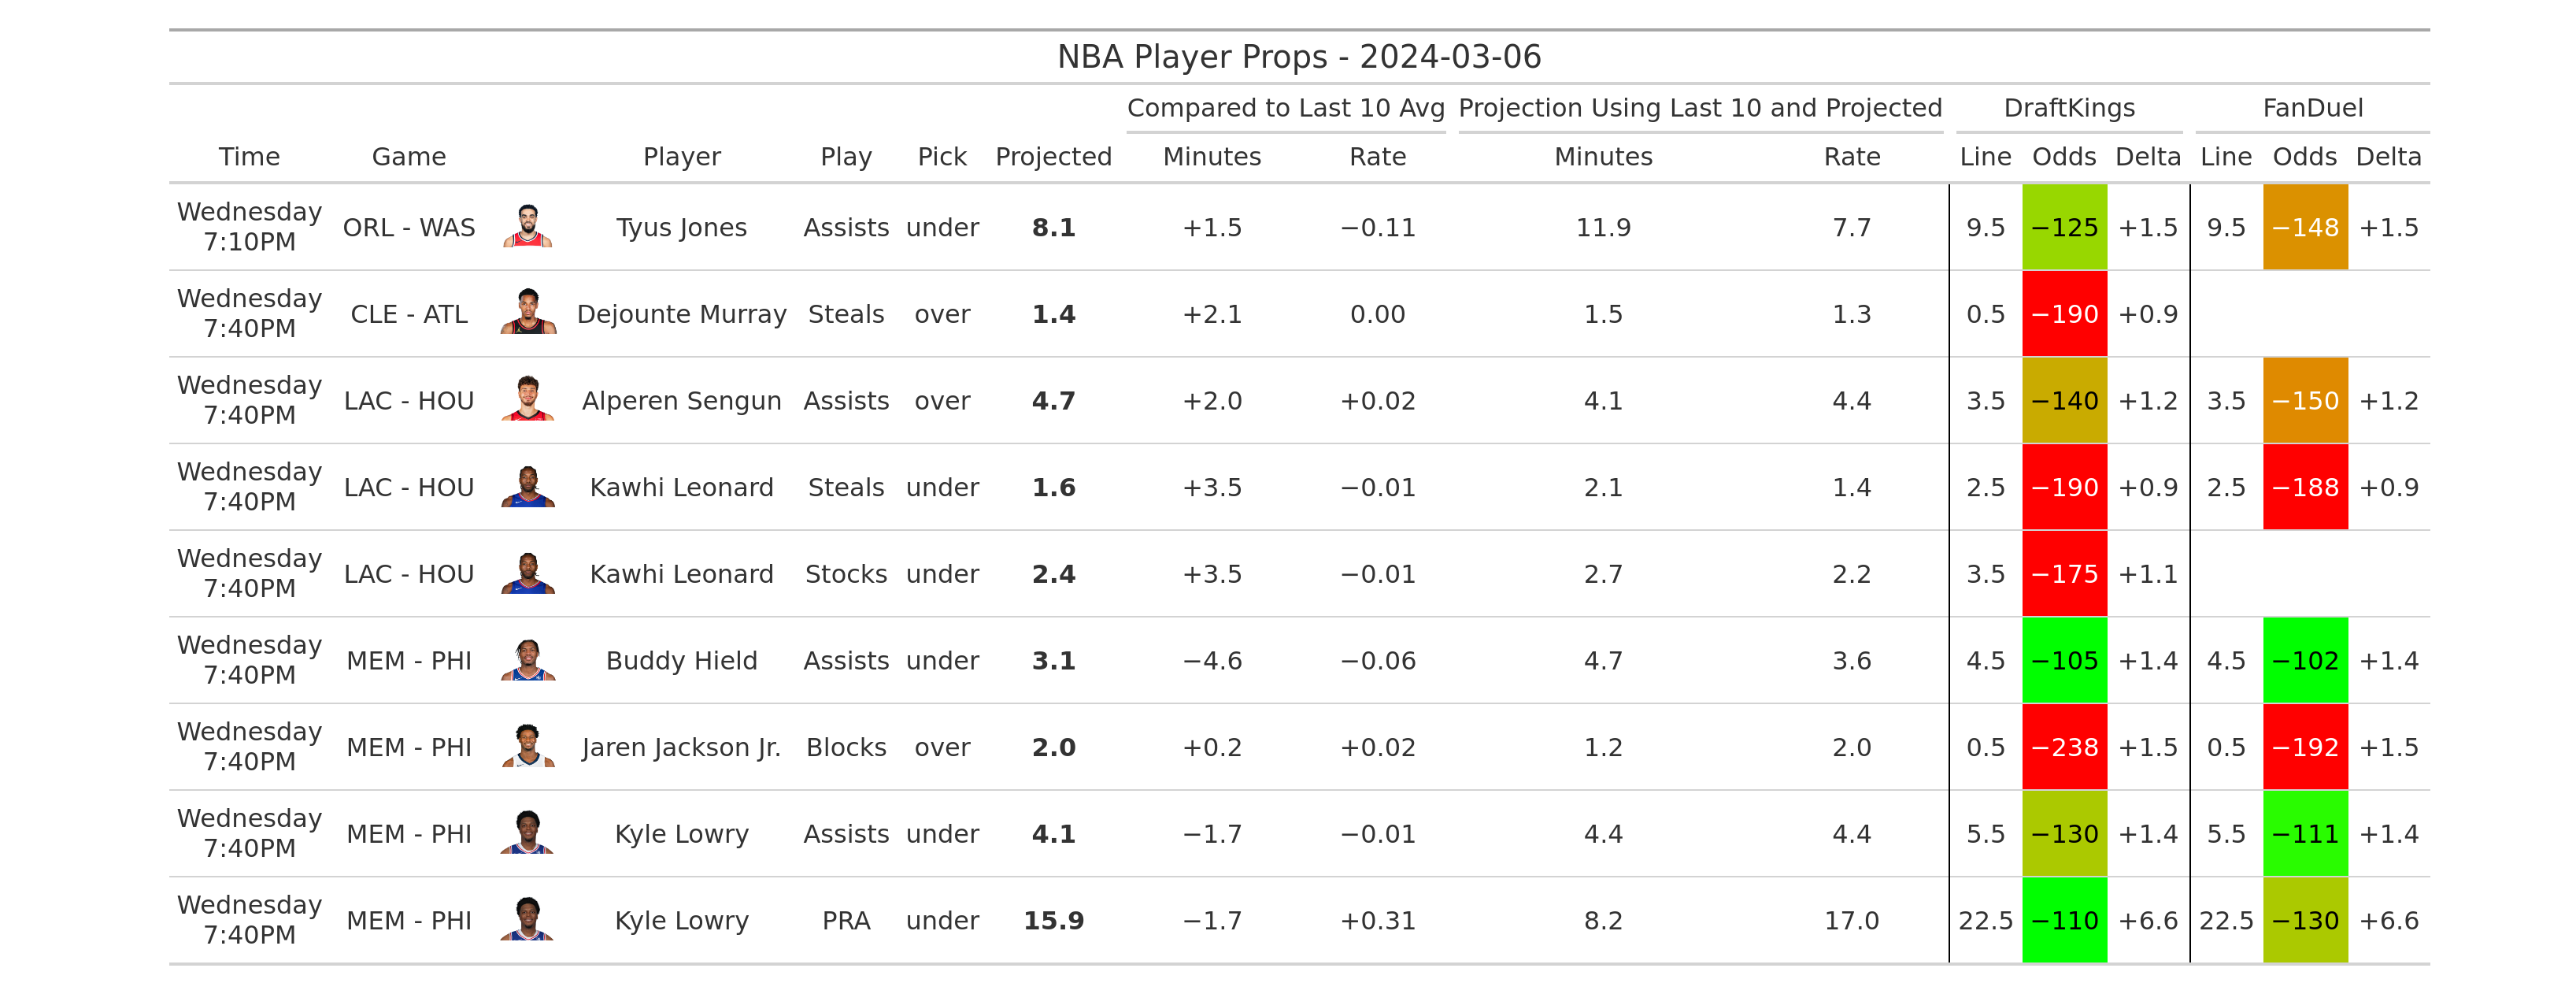 NBA Player Props - 2024-03-06
Compared to Last 10 Avg Projection Using Last 10 and Projected DraftKings FanDuel
Time Game Player Play Pick Projected Minutes Rate Minutes Rate Line Odds Delta Line Odds Delta
Wednesday
7:10PM ORL - WAS Tyus Jones Assists under 8.1 +1.5 −0.11 11.9 7.7 9.5 −125 +1.5 9.5 −148 +1.5
Wednesday
7:40PM CLE - ATL Dejounte Murray Steals over 1.4 +2.1 0.00 1.5 1.3 0.5 −190 +0.9
Wednesday
7:40PM LAC - HOU Alperen Sengun Assists over 4.7 +2.0 +0.02 4.1 4.4 3.5 −140 +1.2 3.5 −150 +1.2
Wednesday
7:40PM LAC - HOU Kawhi Leonard Steals under 1.6 +3.5 −0.01 2.1 1.4 2.5 −190 +0.9 2.5 −188 +0.9
Wednesday
7:40PM LAC - HOU Kawhi Leonard Stocks under 2.4 +3.5 −0.01 2.7 2.2 3.5 −175 +1.1
Wednesday
7:40PM MEM - PHI Buddy Hield Assists under 3.1 −4.6 −0.06 4.7 3.6 4.5 −105 +1.4 4.5 −102 +1.4
Wednesday
7:40PM MEM - PHI Jaren Jackson Jr. Blocks over 2.0 +0.2 +0.02 1.2 2.0 0.5 −238 +1.5 0.5 −192 +1.5
Wednesday
7:40PM MEM - PHI Kyle Lowry Assists under 4.1 −1.7 −0.01 4.4 4.4 5.5 −130 +1.4 5.5 −111 +1.4
Wednesday
7:40PM MEM - PHI Kyle Lowry PRA under 15.9 −1.7 +0.31 8.2 17.0 22.5 −110 +6.6 22.5 −130 +6.6